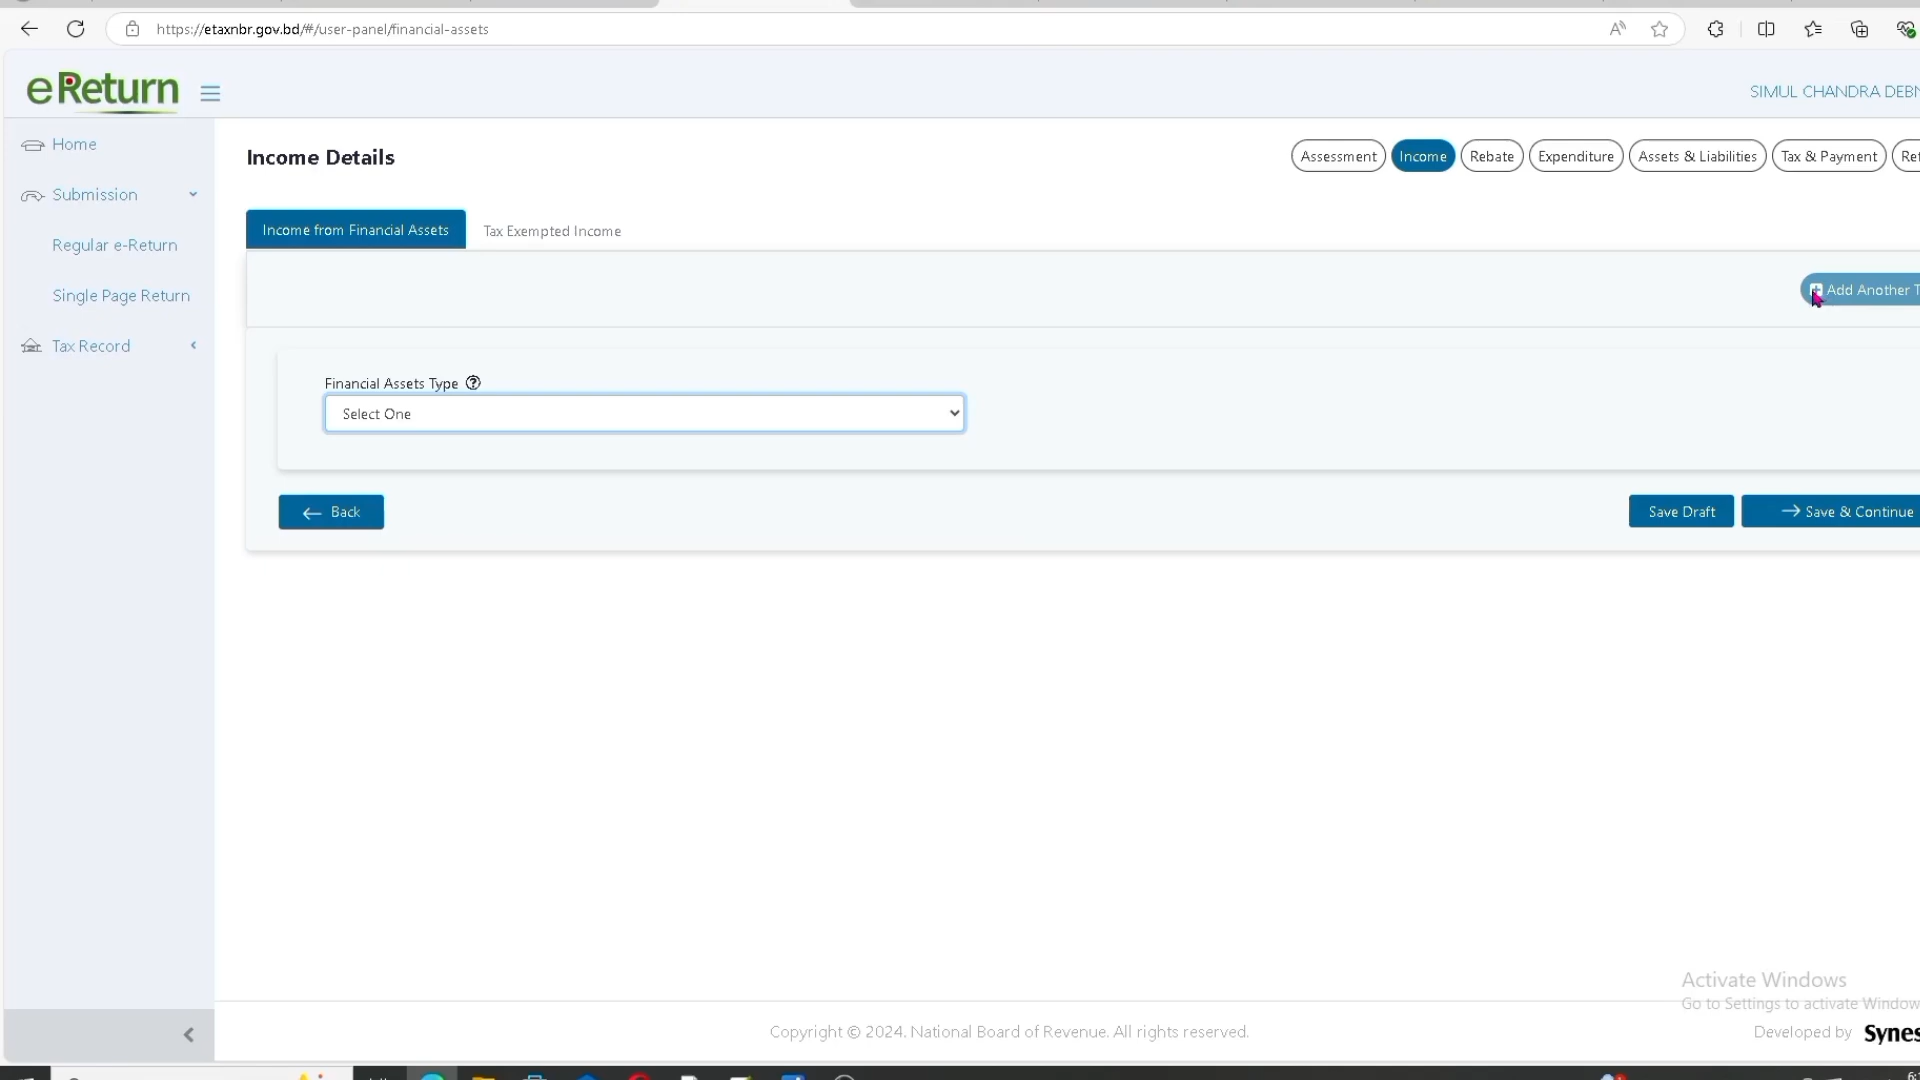 https://etaxnbr.gov.bd/#/user-panel/financial-assets
eReturn
SIMUL CHANDRA
Home
Submission
Regular e-Return
Single Page Return
Tax Record
Income Details
Assessment
Income
Rebate
Expenditure
Assets & Liabilities
Tax & Payment
Income from Financial Assets
Tax Exempted Income
Add Another
Financial Assets Type
Select One
Back
Save Draft
Save & Continue
Activate Windows
Go to Settings to activate Window
Copyright © 2024. National Board of Revenue. All rights reserved.
Developed by Synes